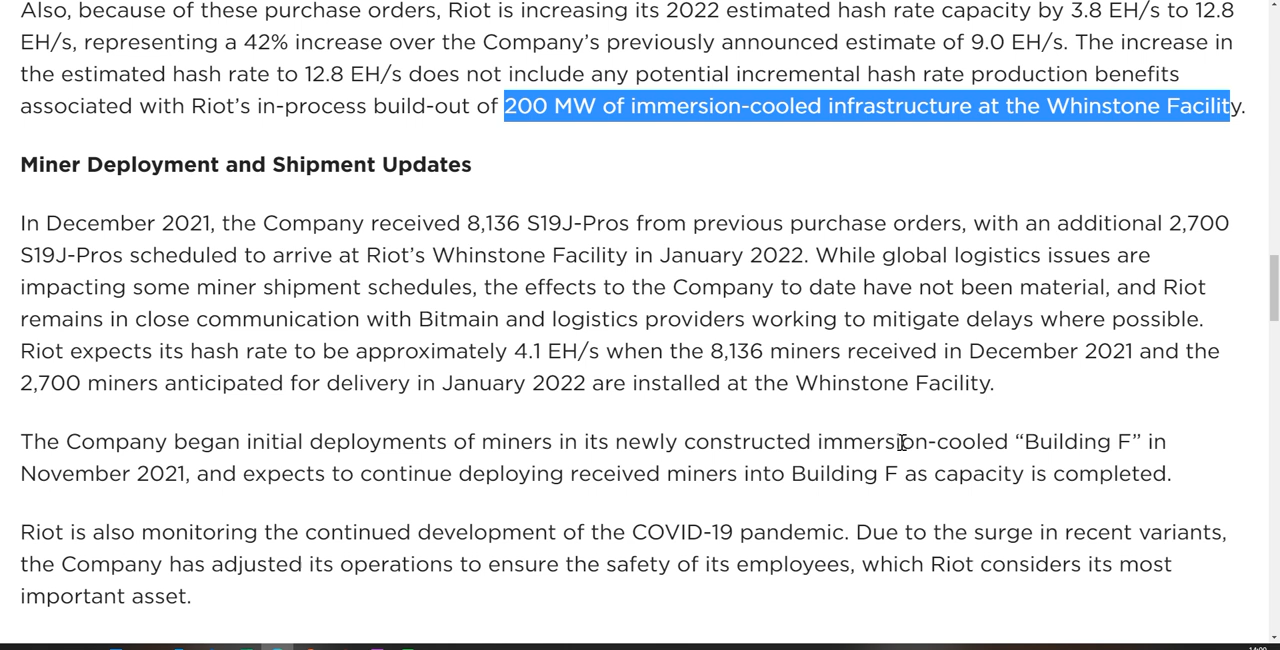 Also, because of these purchase orders, Riot is increasing its 2022 estimated hash rate capacity by 3.8 EH/s to 12.8
EH/s, representing a 42% increase over the Company’s previously announced estimate of 9.0 EH/s. The increase in
the estimated hash rate to 12.8 EH/s does not include any potential incremental hash rate production benefits
associated with Riot’s in-process build-out of 200 MW of immersion-cooled infrastructure at the Whinstone Facility.
Miner Deployment and Shipment Updates
In December 2021, the Company received 8,136 S19J-Pros from previous purchase orders, with an additional 2,700
S19J-Pros scheduled to arrive at Riot’s Whinstone Facility in January 2022. While global logistics issues are
impacting some miner shipment schedules, the effects to the Company to date have not been material, and Riot
remains in close communication with Bitmain and logistics providers working to mitigate delays where possible.
Riot expects its hash rate to be approximately 4.1 EH/s when the 8,136 miners received in December 2021 and the
2,700 miners anticipated for delivery in January 2022 are installed at the Whinstone Facility.
The Company began initial deployments of miners in its newly constructed immersion-cooled “Building F” in
November 2021, and expects to continue deploying received miners into Building F as capacity is completed.
Riot is also monitoring the continued development of the COVID-19 pandemic. Due to the surge in recent variants,
the Company has adjusted its operations to ensure the safety of its employees, which Riot considers its most
important asset.